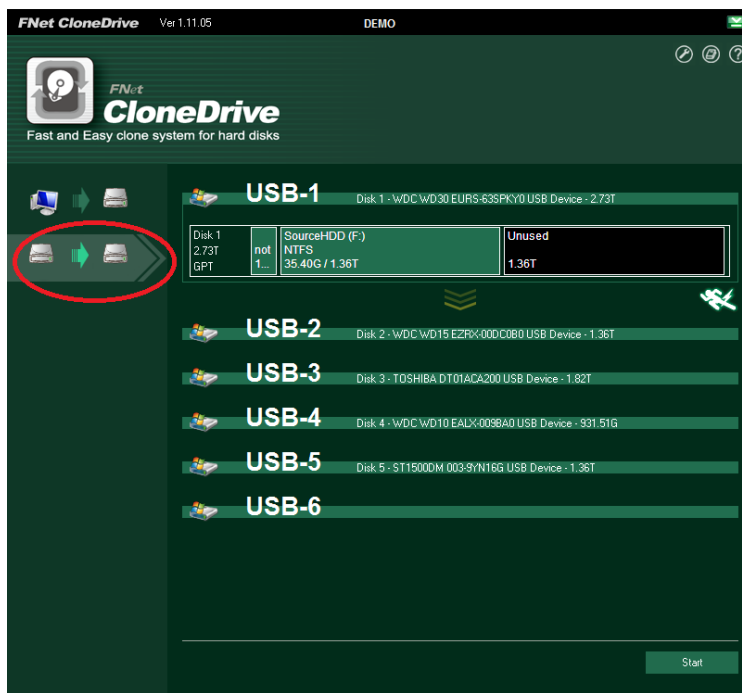 FNet CloneDrive Ver 1.11.05 DEMO
FNet
CloneDrive
Fast and Easy clone system for hard disks
USB-1 Disk 1 - WDC WD30 EURS-63SPKY0 USB Device - 2.73T
Disk 1
2.73T
GPT
not
1...
SourceHDD (F:)
NTFS
35.40G / 1.36T
Unused
1.36T
USB-2 Disk 2 - WDC WD15 EZRX-00DC0B0 USB Device - 1.36T
USB-3 Disk 3 - TOSHIBA DT01ACA200 USB Device - 1.82T
USB-4 Disk 4 - WDC WD10 EALX-009BA0 USB Device - 931.51G
USB-5 Disk 5 - ST1500DM 003-9YN16G USB Device - 1.36T
USB-6
Start